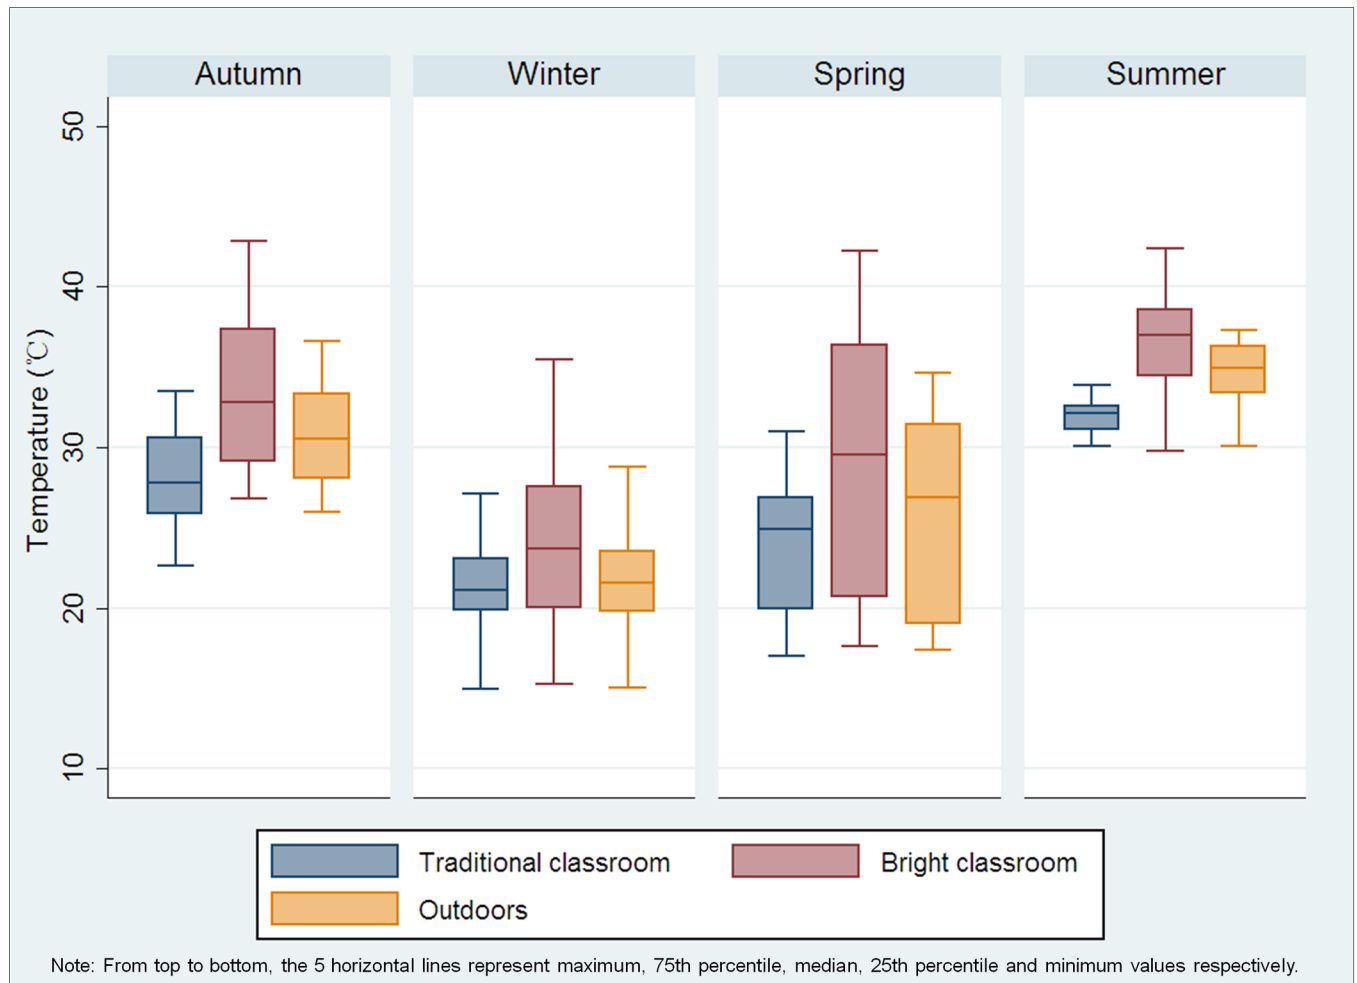 Autumn Winter Spring Summer
50
40
30
20
10
Temperature (℃)
Traditional classroom Bright classroom
Outdoors
Note: From top to bottom, the 5 horizontal lines represent maximum, 75th percentile, median, 25th percentile and minimum values respectively.